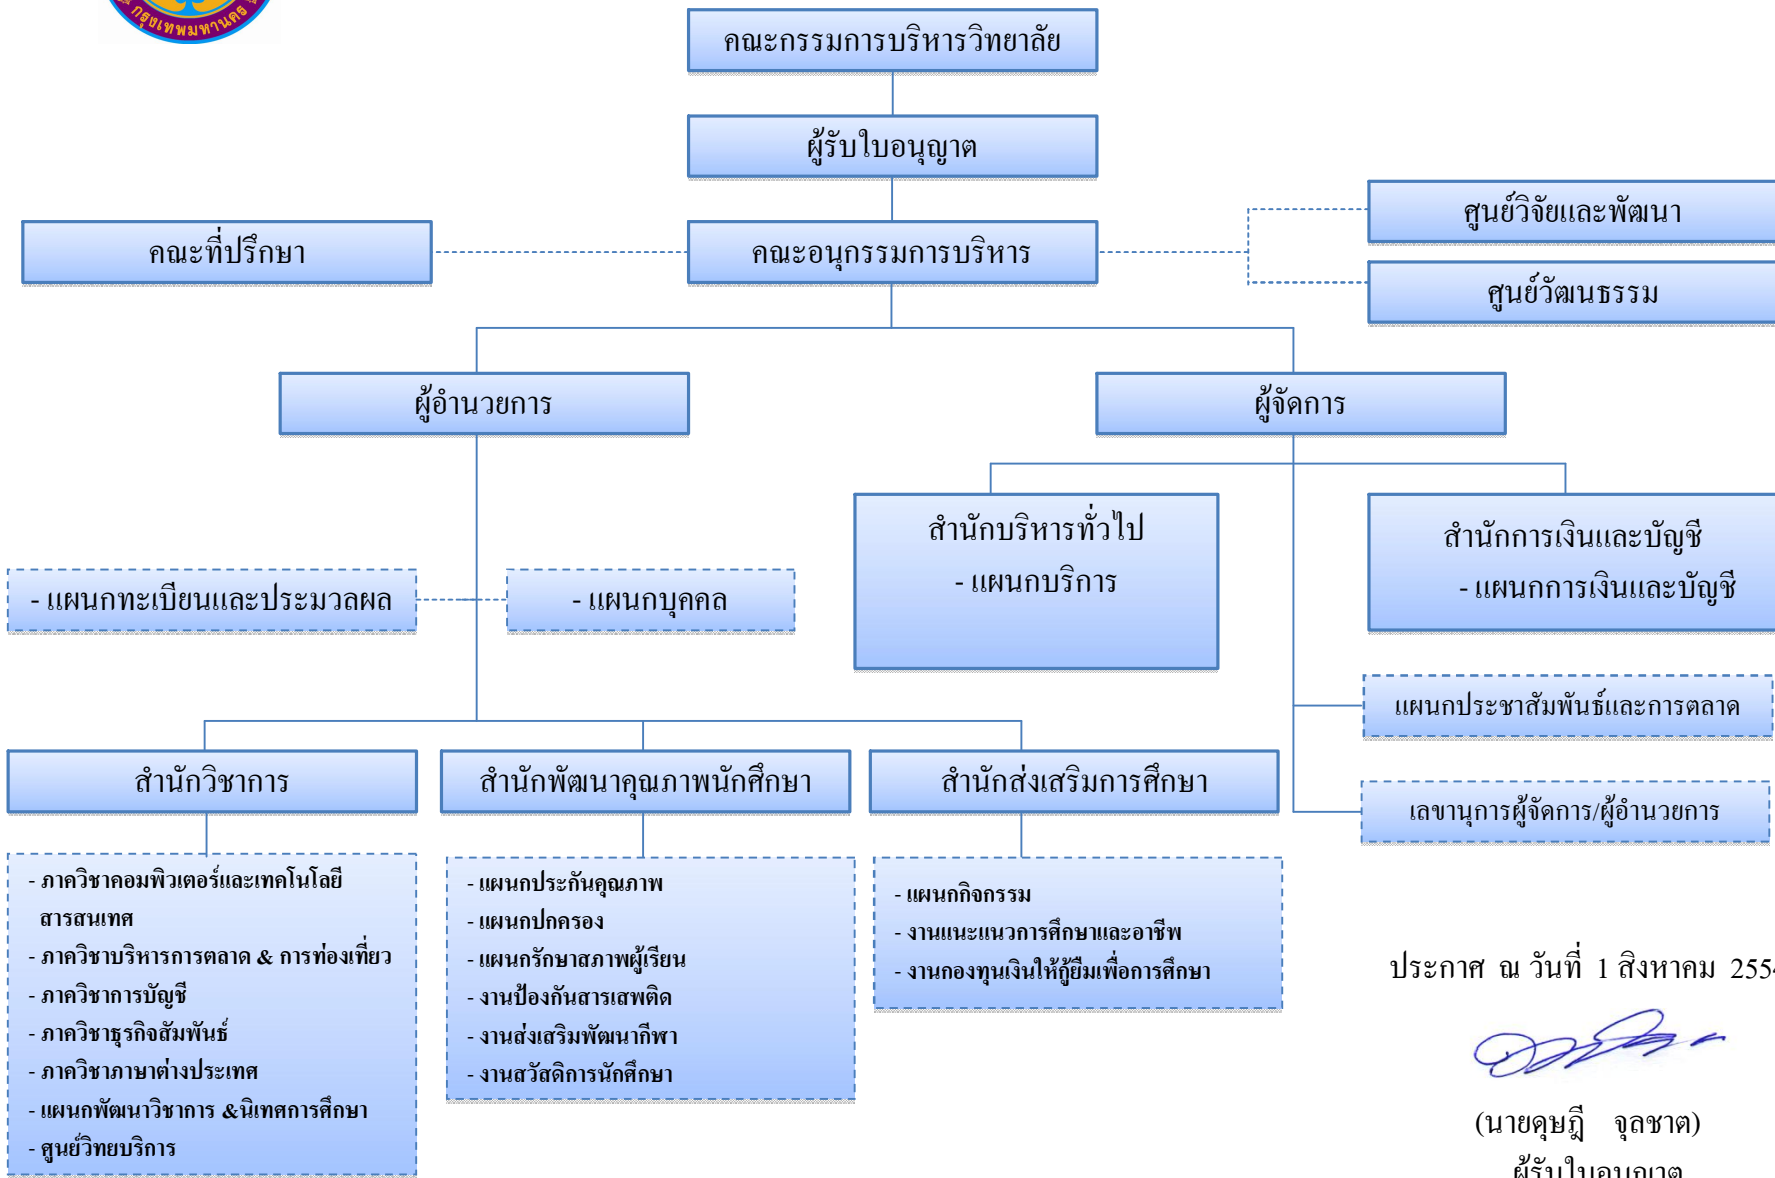 กรุงเทพมหานคร
คณะกรรมการบริหารวิทยาลัย
ผู้รับใบอนุญาต
ศูนย์วิจัยและพัฒนา
คณะที่ปรึกษา
คณะอนุกรรมการบริหาร
ศูนย์วัฒนธรรม
ผู้อำนวยการ
ผู้จัดการ
สำนักบริหารทั่วไป
- แผนกบริการ
สำนักการเงินและบัญชี
- แผนกการเงินและบัญชี
- แผนกทะเบียนและประมวลผล
- แผนกบุคคล
แผนกประชาสัมพันธ์และการตลาด
เลขานุการผู้จัดการ/ผู้อำนวยการ
สำนักวิชาการ
สำนักพัฒนาคุณภาพนักศึกษา
สำนักส่งเสริมการศึกษา
- ภาควิชาคอมพิวเตอร์และเทคโนโลยี
สารสนเทศ
- ภาควิชาบริหารการตลาด & การท่องเที่ยว
- ภาควิชาการบัญชี
- ภาควิชาธุรกิจสัมพันธ์
- ภาควิชาภาษาต่างประเทศ
- แผนกพัฒนาวิชาการ &นิเทศการศึกษา
- ศูนย์วิทยบริการ
- แผนกประกันคุณภาพ
- แผนกปกครอง
- แผนกรักษาสภาพผู้เรียน
- งานป้องกันสารเสพติด
- งานส่งเสริมพัฒนากีฬา
- งานสวัสดิการนักศึกษา
- แผนกกิจกรรม
- งานแนะแนวการศึกษาและอาชีพ
- งานกองทุนเงินให้กู้ยืมเพื่อการศึกษา
ประกาศ ณ วันที่ 1 สิงหาคม 2554
(นายดุษฎี จุลชาต)
ผู้รับใบอนุญาต